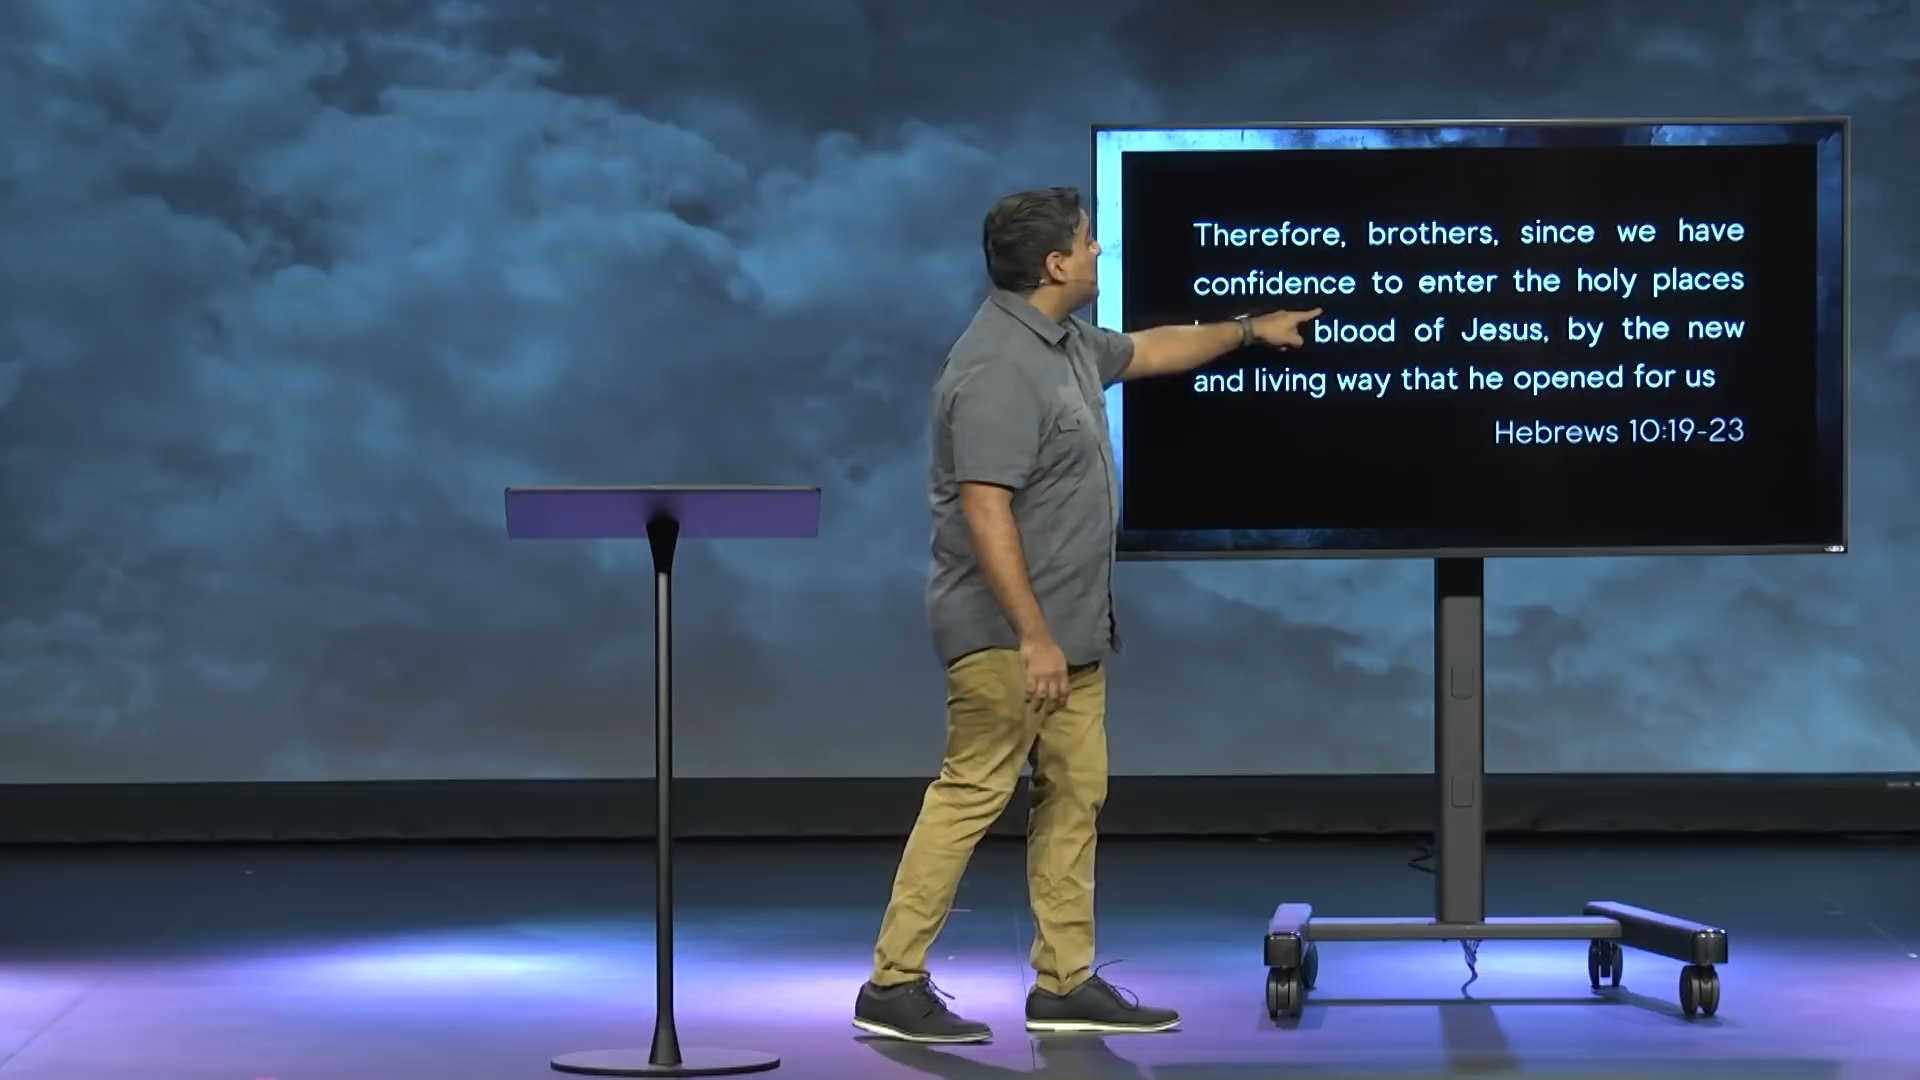 Therefore, brothers, since we have
confidence to enter the holy places
blood of Jesus, by the new
and living way that he opened for us
Hebrews 10:19-23